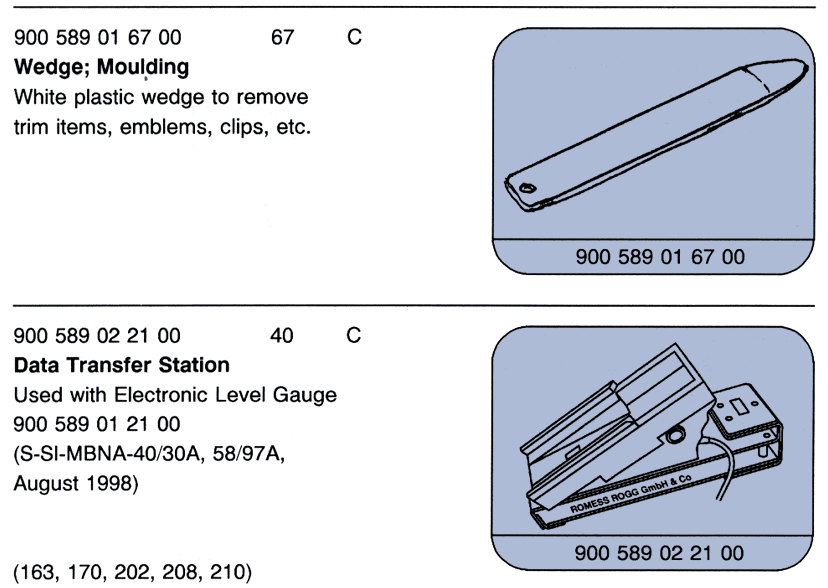 900 589 01 67 00 67 C
Wedge; Moulding
White plastic wedge to remove
trim items, emblems, clips, etc.
900 589 01 67 00
900 589 02 21 00 40 C
Data Transfer Station
Used with Electronic Level Gauge
900 589 01 21 00
(S-SI-MBNA-40/30A, 58/97A,
August 1998)
(163, 170, 202, 208, 210)
ROMESS ROGG GmbH & Co
900 589 02 21 00